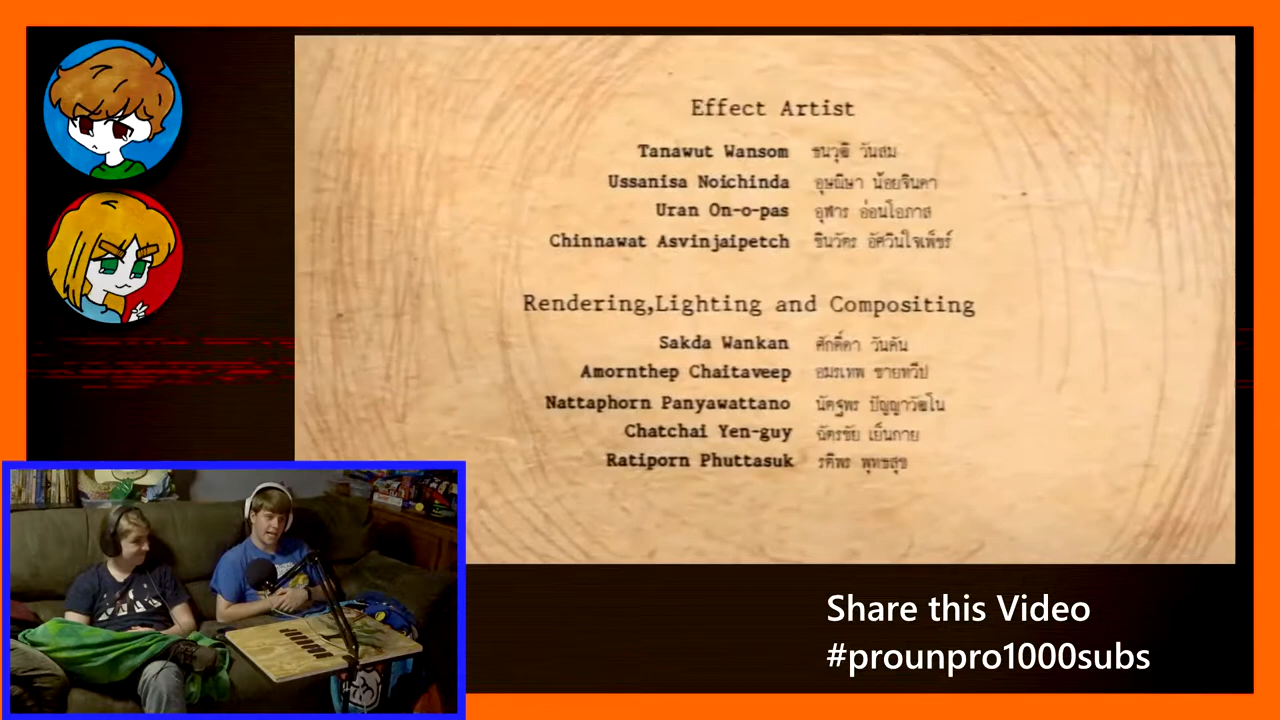 Effect Artist
Tanawut Wansom ธนวุฒิ วันสม
Ussanisa Noichinda อุษณิษา น้อยจินดา
Uran On-o-pas อุฬาร อ่อนโอภาส
Chinnawat Asvinjaipetch ชินวัตร อัศวินใจเพ็ชร์
Rendering,Lighting and Compositing
Sakda Wankan ศักดิ์ดา วันคัน
Amornthep Chaitaveep อมรเทพ ชายทวีป
Nattaphorn Panyawattano นัตฐพร ปัญญาวัฒโน
Chatchai Yen-guy ฉัตรชัย เย็นกาย
Ratiporn Phuttasuk รติพร พุทธสุข
Share this Video
#prounpro1000subs